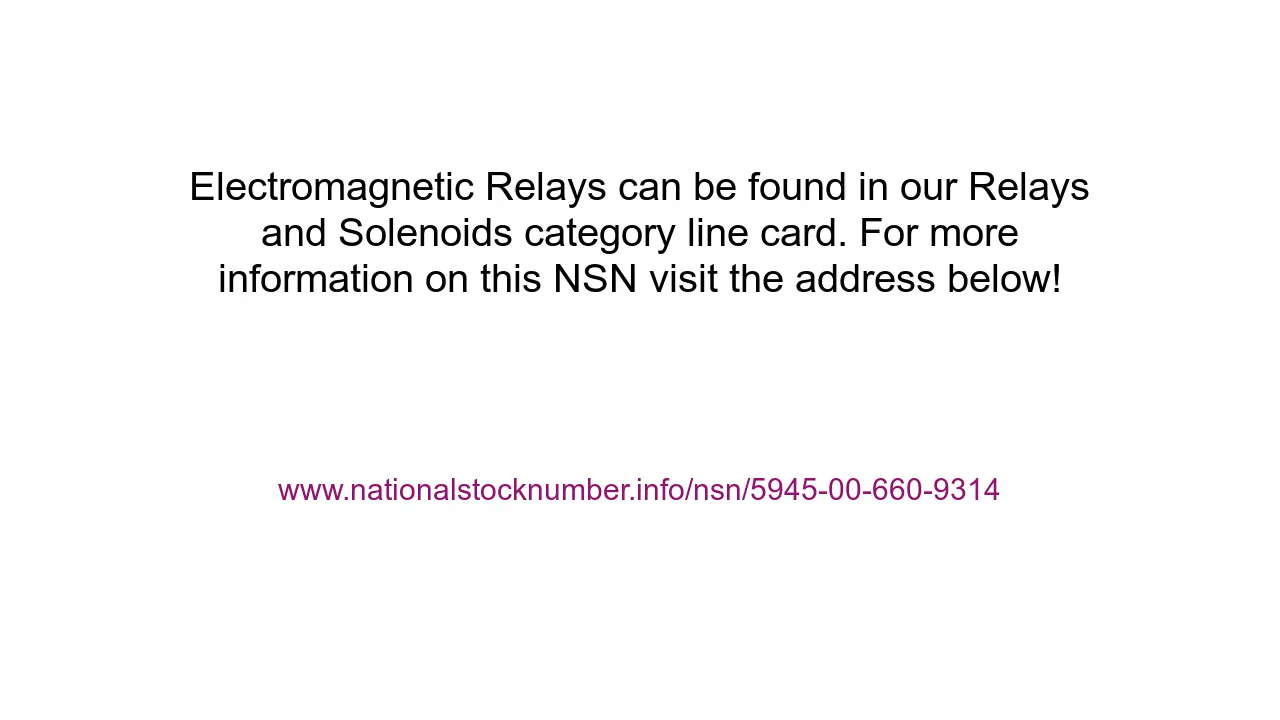 Electromagnetic Relays can be found in our Relays
and Solenoids category line card. For more
information on this NSN visit the address below!
www.nationalstocknumber.info/nsn/5945-00-660-9314